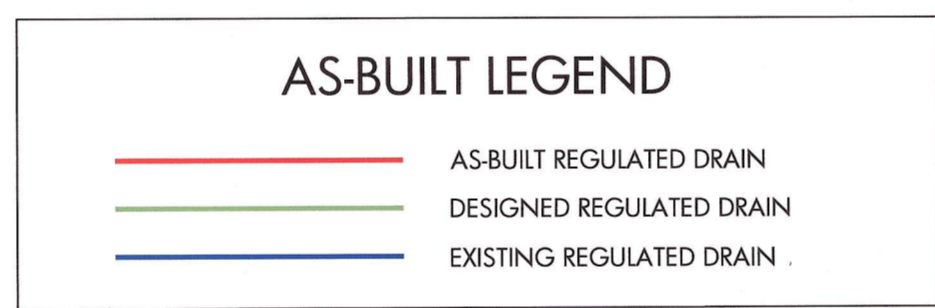 AS-BUILT LEGEND
AS-BUILT REGULATED DRAIN
DESIGNED REGULATED DRAIN
EXISTING REGULATED DRAIN